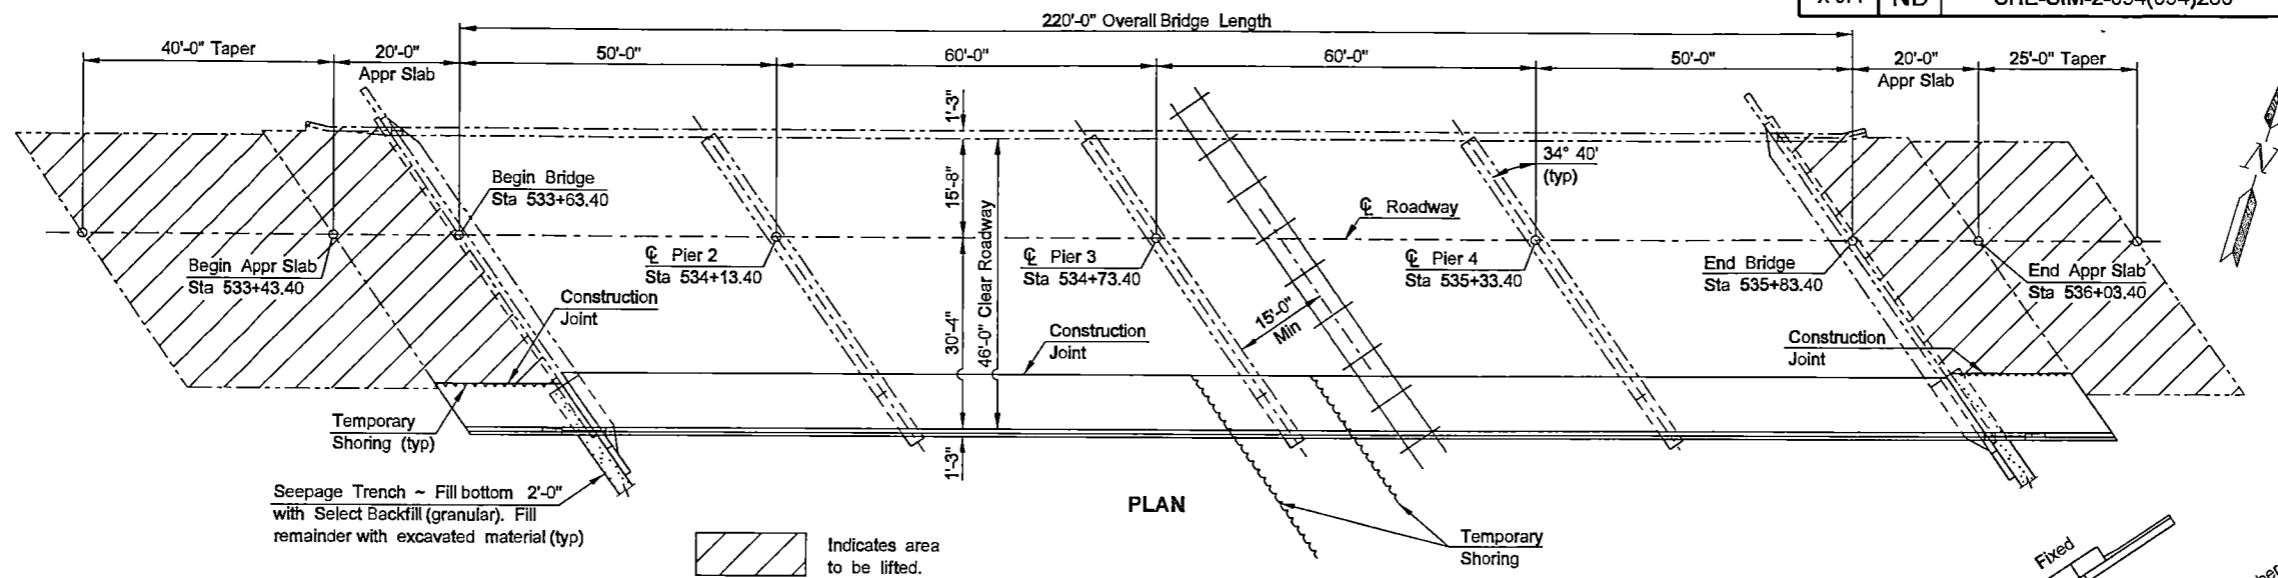 ND
220'-0" Overall Bridge Length
40'-0" Taper
20'-0"
Appr Slab
50'-0"
60'-0"
60'-0"
50'-0"
20'-0"
Appr Slab
25'-0" Taper
1'-3"
15'-8"
30'-4"
46'-0" Clear Roadway
1'-3"
34° 40'
(typ)
N
Begin Bridge
Sta 533+63.40
℄ Roadway
Begin Appr Slab
Sta 533+43.40
℄ Pier 2
Sta 534+13.40
℄ Pier 3
Sta 534+73.40
℄ Pier 4
Sta 535+33.40
End Bridge
Sta 535+83.40
End Appr Slab
Sta 536+03.40
Construction
Joint
15'-0"
Min
Construction
Joint
Construction
Joint
Temporary
Shoring (typ)
Seepage Trench ~ Fill bottom 2'-0"
with Select Backfill (granular). Fill
remainder with excavated material (typ)
PLAN
Temporary
Shoring
Indicates area
to be lifted.
Fixed